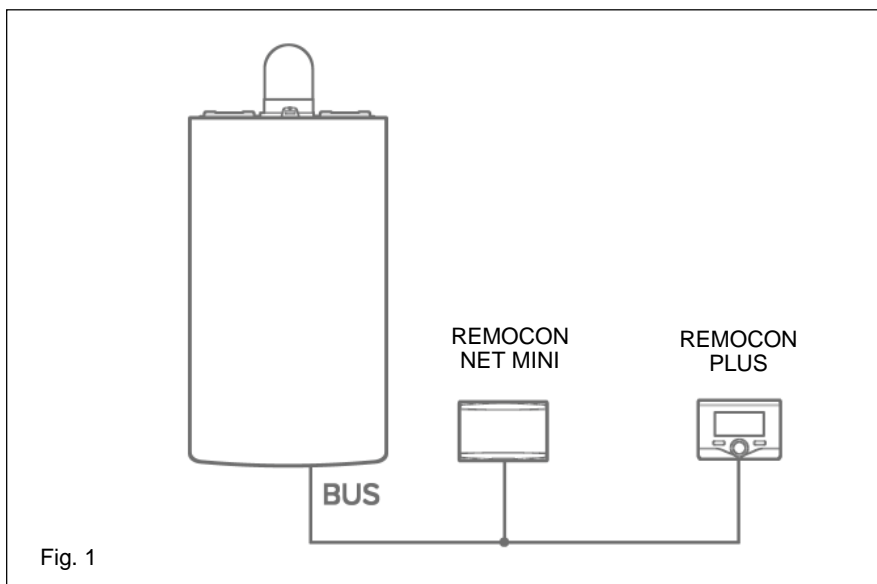 REMOCON
NET MINI
REMOCON
PLUS
BUS
Fig. 1